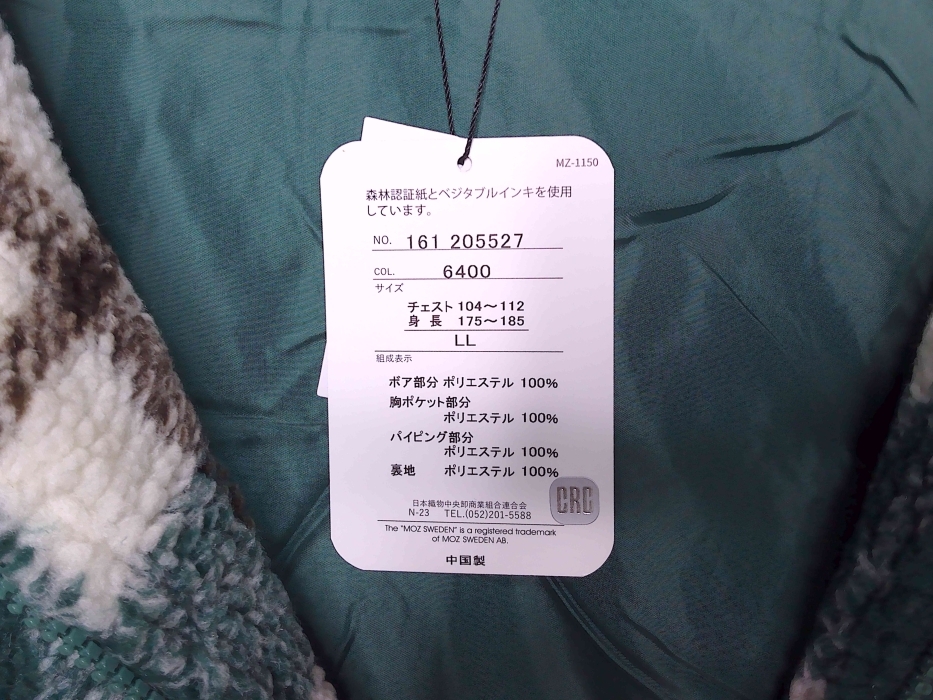 MZ-1150
森林認証紙とベジタブルインキを使用
しています。
NO. 161 205527
COL. 6400
サイズ
チェスト 104～112
身 長 175～185
LL
組成表示
ボア部分 ポリエステル 100%
胸ポケット部分
ポリエステル 100%
パイピング部分
ポリエステル 100%
裏地 ポリエステル 100%
CRC
日本織物中央卸商業組合連合会
N-23 TEL.(052)201-5588
The "MOZ SWEDEN" is a registered trademark
of MOZ SWEDEN AB.
中国製